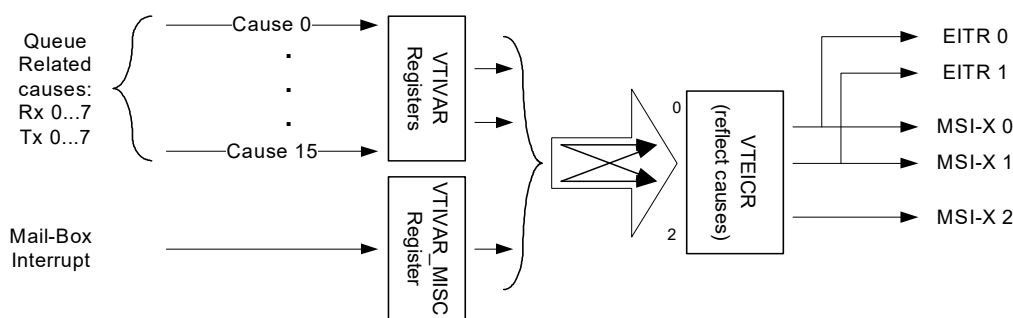 Queue
Related
causes:
Rx 0...7
Tx 0...7
Cause 0
.
.
.
Cause 15
VTIVAR
Registers
Mail-Box
Interrupt
VTIVAR_MISC
Register
0
2
VTEICR
(reflect causes)
EITR 0
EITR 1
MSI-X 0
MSI-X 1
MSI-X 2